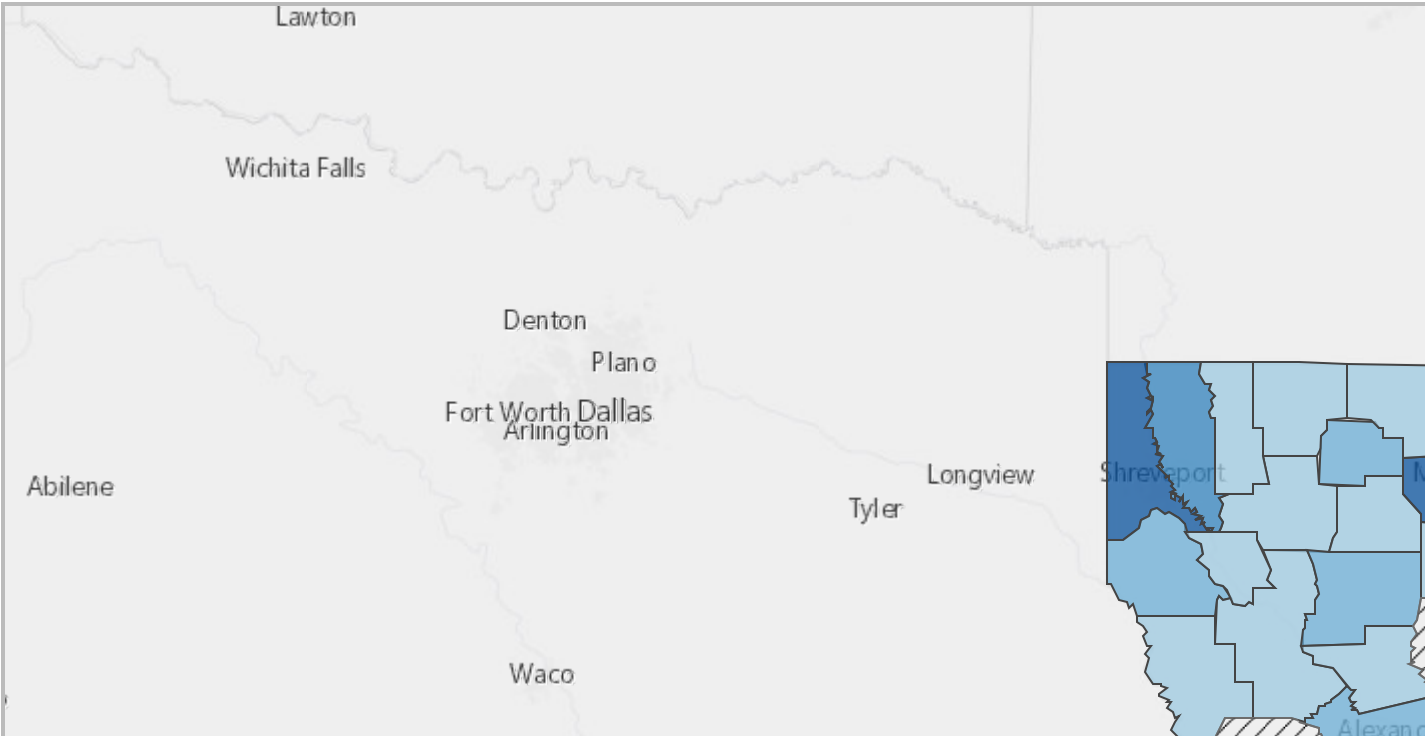 Lawton
Wichita Falls
Denton
Plano
Fort Worth Dallas
Arlington
Longview
Shreveport
Abilene
Tyler
Waco